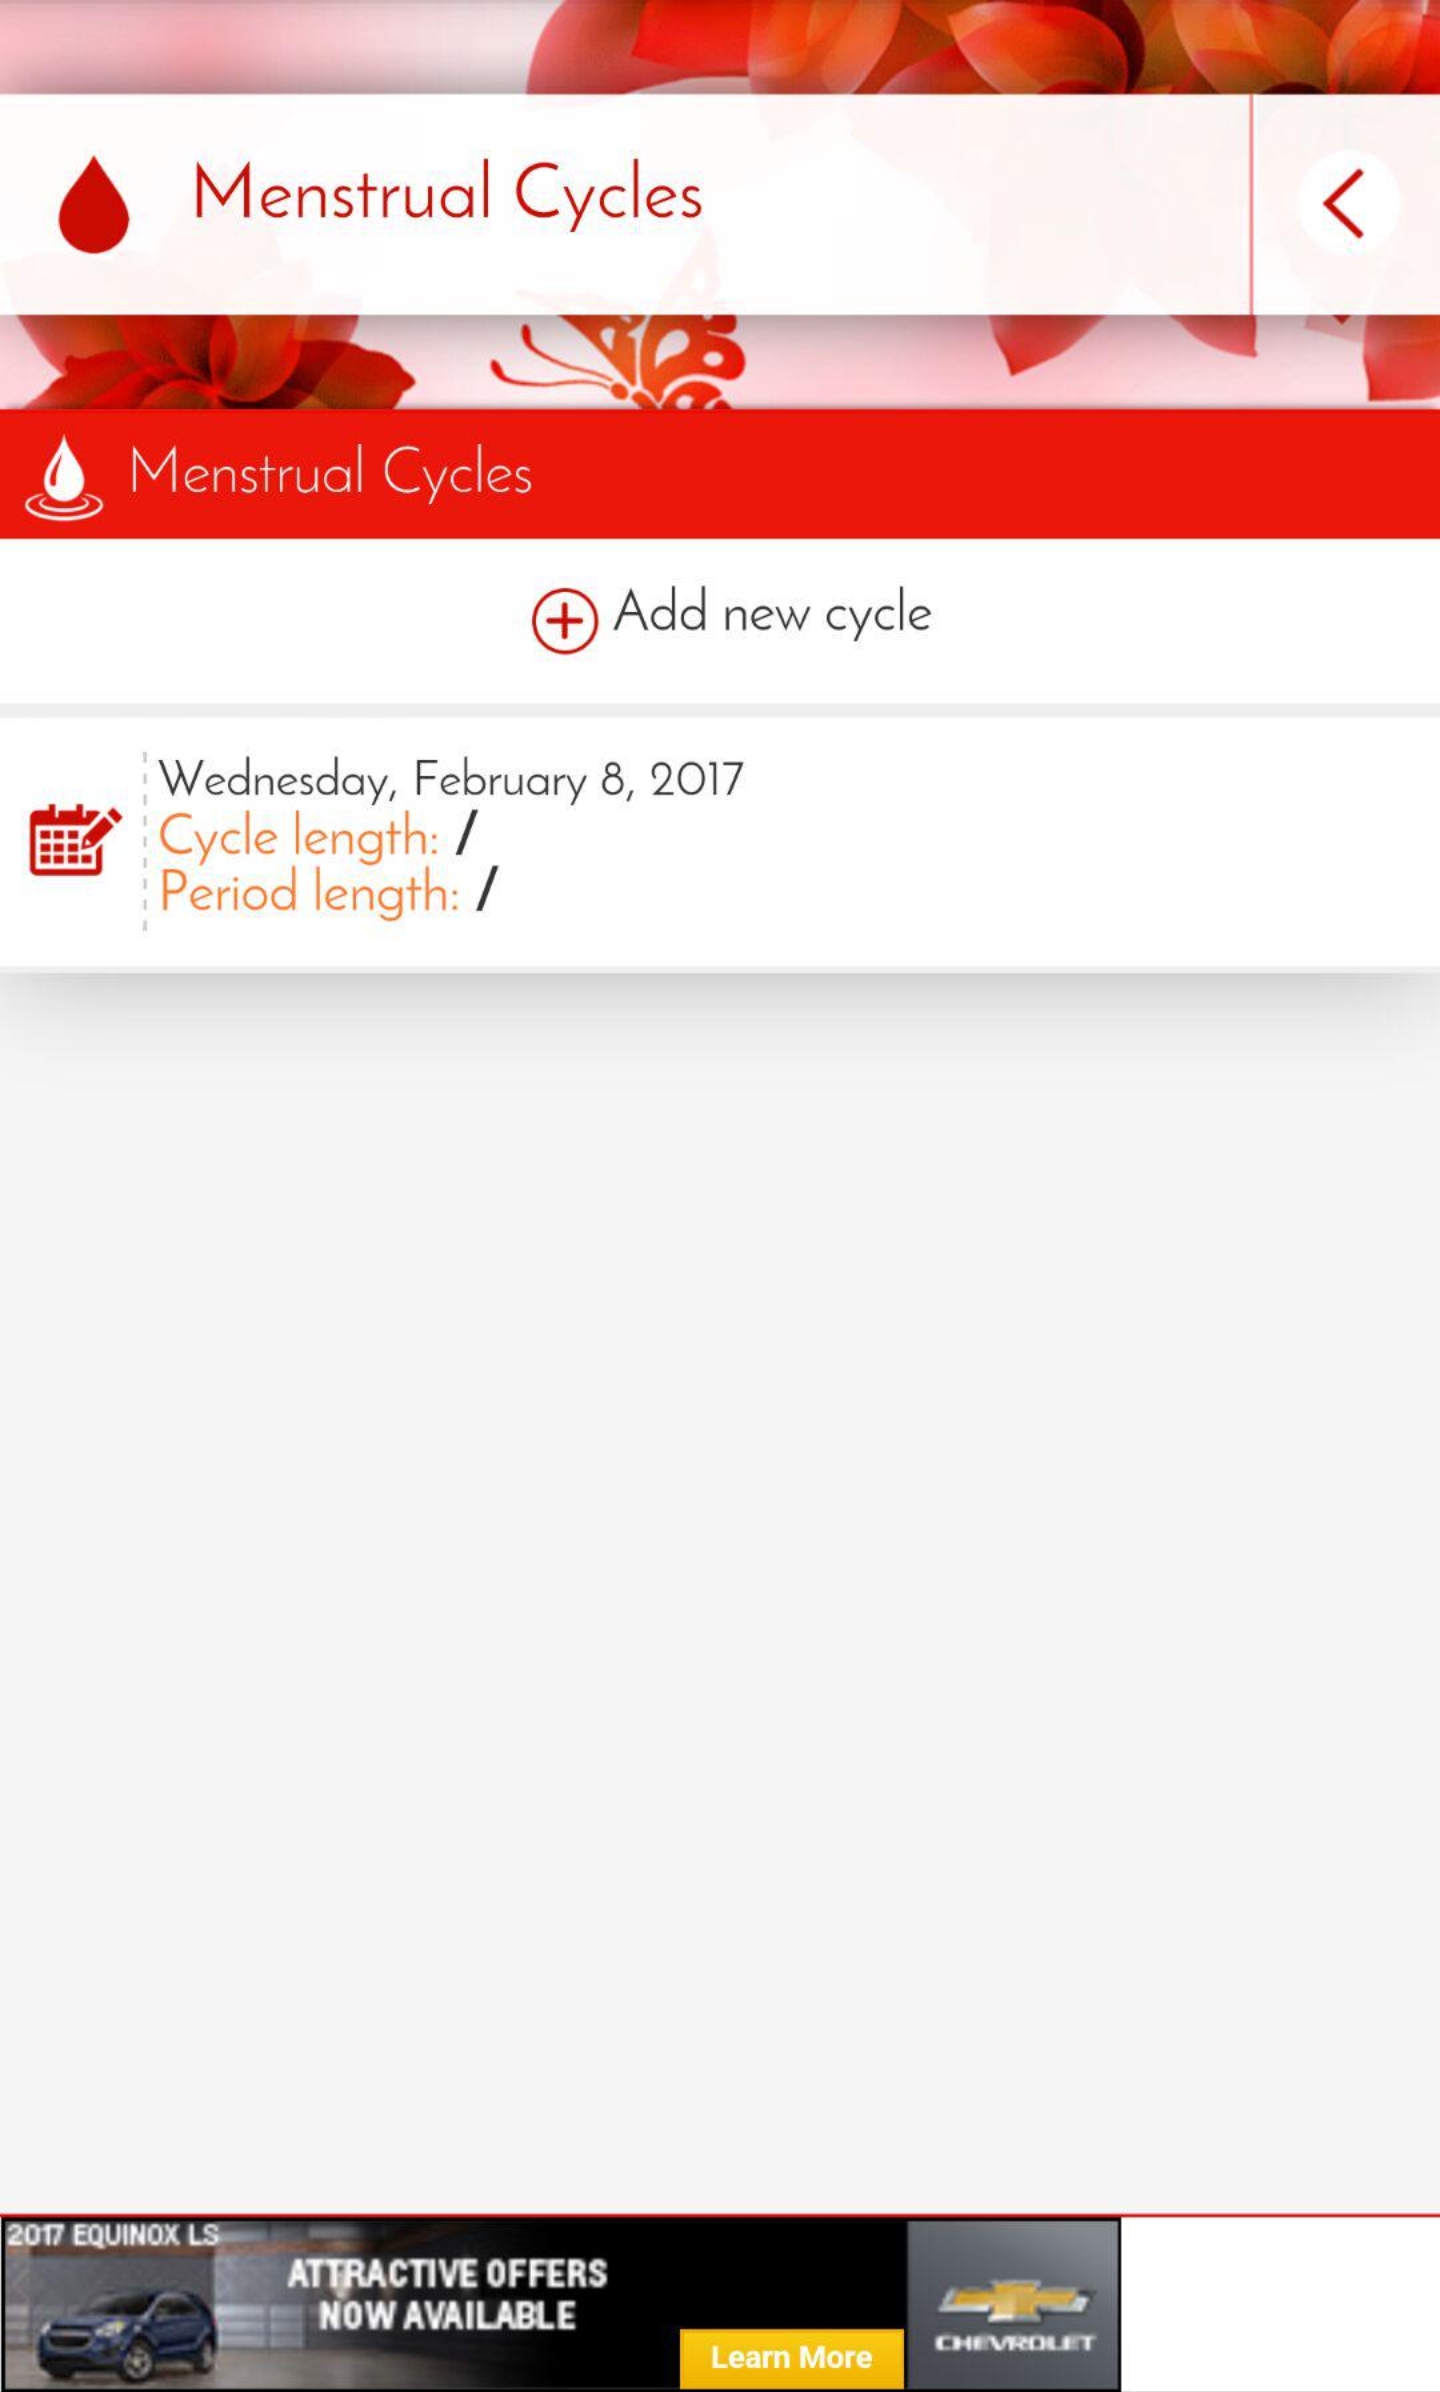 Menstrual Cycles
Menstrual Cycles
Add new cycle
Wednesday, February 8, 2017
Cycle length: /
Period length: /
2017 EQUINOX LS
ATTRACTIVE OFFERS
NOW AVAILABLE
Learn More
CHEVROLET